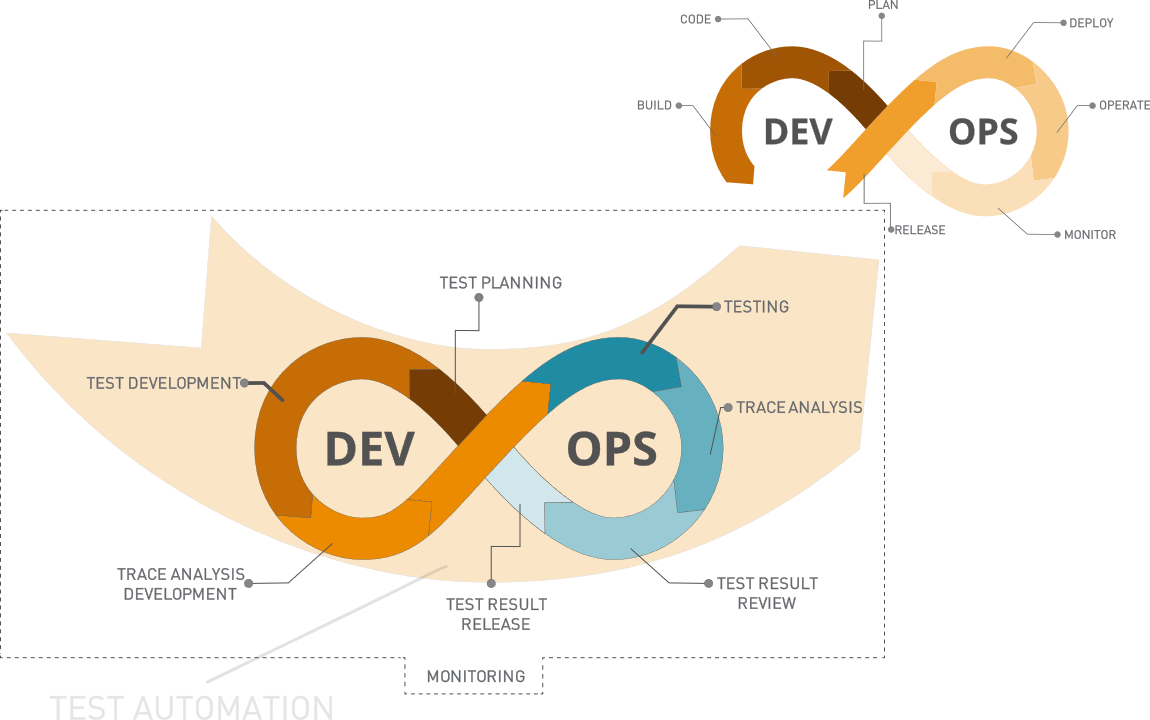 PLAN
CODE
DEPLOY
BUILD
DEV
OPS
OPERATE
RELEASE
MONITOR
TEST PLANNING
TESTING
TEST DEVELOPMENT
TRACE ANALYSIS
DEV
OPS
TRACE ANALYSIS
DEVELOPMENT
TEST RESULT
RELEASE
TEST RESULT
REVIEW
MONITORING
TEST AUTOMATION